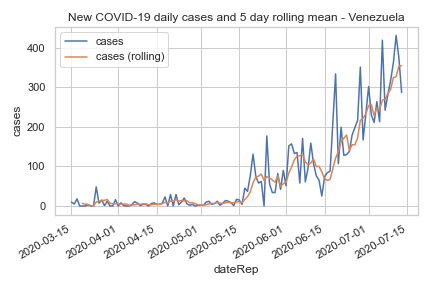 New COVID-19 daily cases and 5 day rolling mean - Venezuela
cases
cases (rolling)
400
300
200
100
0
cases
2020-03-15
2020-04-01
2020-04-15
2020-05-01
2020-05-15
2020-06-01
2020-06-15
2020-07-01
2020-07-15
dateRep